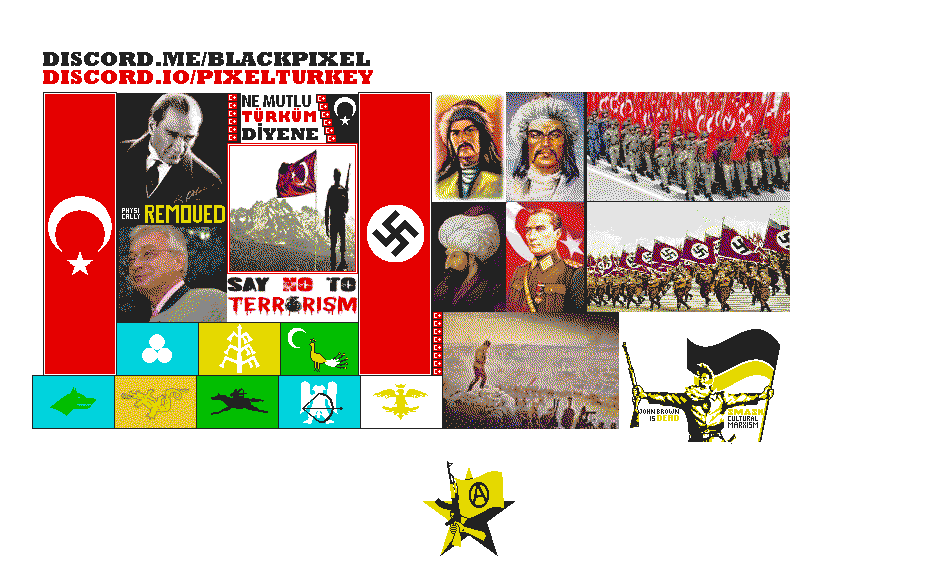 DISCORD.ME/BLACKPIXEL
DISCORD.IO/PIXELTURKEY
NE MUTLU
TÜRKÜM
DİYENE
PHYSI
CALLY
REMOVED
SAY NO TO
TERRORISM
JOHN BROWN
IS DEAD
SMASH
CULTURAL
MARXISM